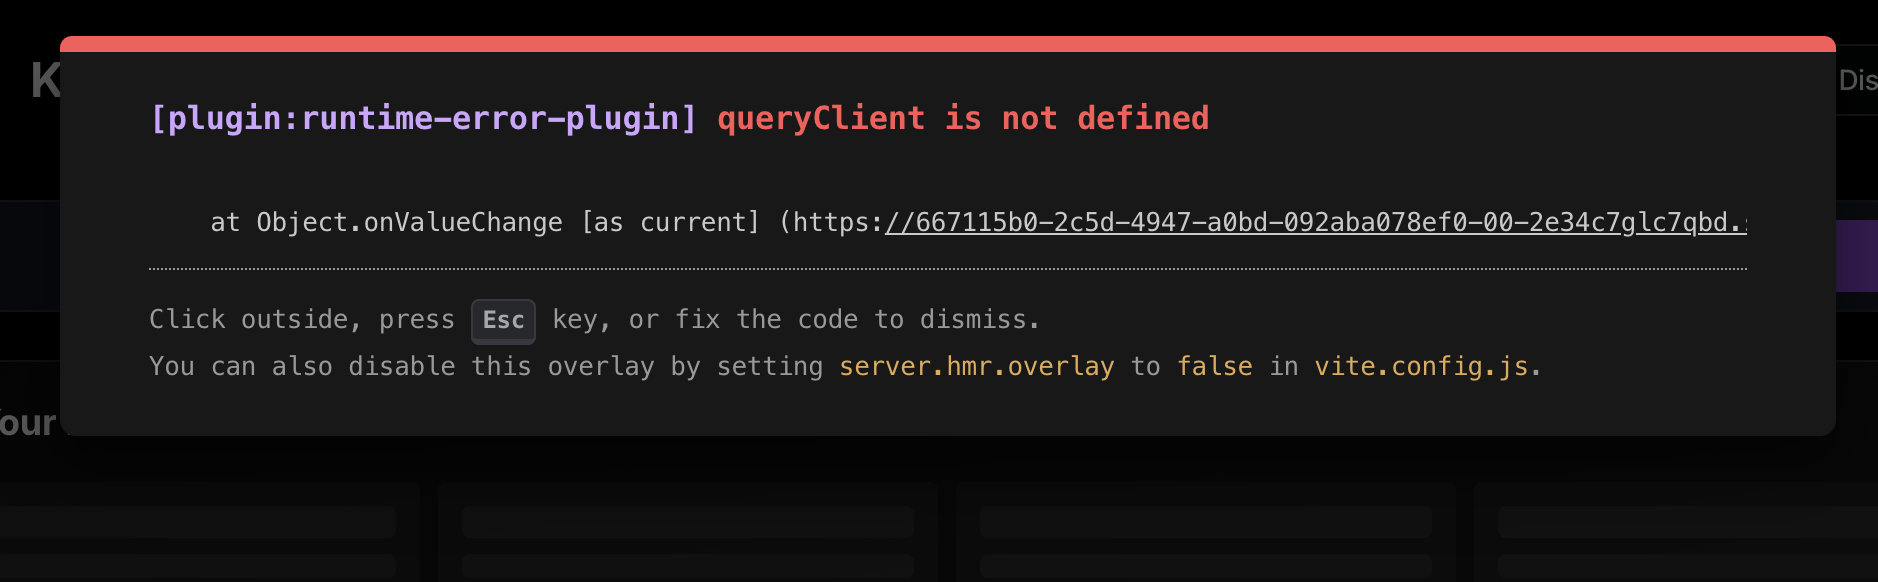 K
Dis
[plugin:runtime-error-plugin] queryClient is not defined
at Object.onValueChange [as current] (https://667115b0-2c5d-4947-a0bd-092aba078ef0-00-2e34c7glc7qbd.
Click outside, press Esc key, or fix the code to dismiss.
You can also disable this overlay by setting server.hmr.overlay to false in vite.config.js.
our